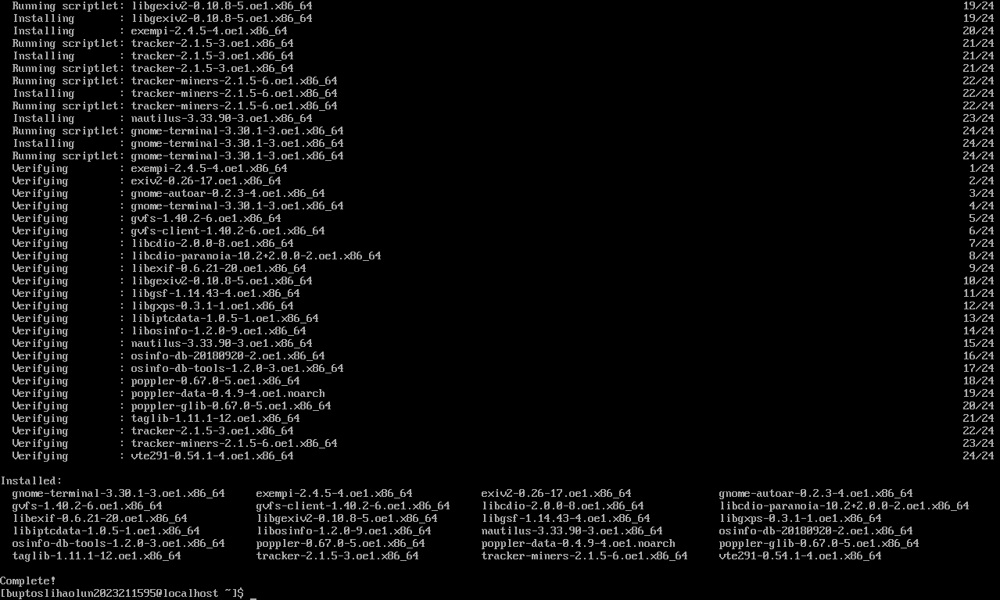 Running scriptlet: libgexiv2-0.10.8-5.oe1.x86_64 19/24
Installing : libgexiv2-0.10.8-5.oe1.x86_64 19/24
Installing : exempi-2.4.5-4.oe1.x86_64 20/24
Running scriptlet: tracker-2.1.5-3.oe1.x86_64 21/24
Installing : tracker-2.1.5-3.oe1.x86_64 21/24
Running scriptlet: tracker-2.1.5-3.oe1.x86_64 21/24
Running scriptlet: tracker-miners-2.1.5-6.oe1.x86_64 22/24
Installing : tracker-miners-2.1.5-6.oe1.x86_64 22/24
Running scriptlet: tracker-miners-2.1.5-6.oe1.x86_64 22/24
Installing : nautilus-3.33.90-3.oe1.x86_64 23/24
Running scriptlet: gnome-terminal-3.30.1-3.oe1.x86_64 24/24
Installing : gnome-terminal-3.30.1-3.oe1.x86_64 24/24
Running scriptlet: gnome-terminal-3.30.1-3.oe1.x86_64 24/24
Verifying : exempi-2.4.5-4.oe1.x86_64 1/24
Verifying : exiv2-0.26-17.oe1.x86_64 2/24
Verifying : gnome-autoar-0.2.3-4.oe1.x86_64 3/24
Verifying : gnome-terminal-3.30.1-3.oe1.x86_64 4/24
Verifying : gvfs-1.40.2-6.oe1.x86_64 5/24
Verifying : gvfs-client-1.40.2-6.oe1.x86_64 6/24
Verifying : libcdio-2.0.0-8.oe1.x86_64 7/24
Verifying : libcdio-paranoia-10.2+2.0.0-2.oe1.x86_64 8/24
Verifying : libexif-0.6.21-20.oe1.x86_64 9/24
Verifying : libgexiv2-0.10.8-5.oe1.x86_64 10/24
Verifying : libgsf-1.14.43-4.oe1.x86_64 11/24
Verifying : libgxps-0.3.1-1.oe1.x86_64 12/24
Verifying : libiptcdata-1.0.5-1.oe1.x86_64 13/24
Verifying : libosinfo-1.2.0-9.oe1.x86_64 14/24
Verifying : nautilus-3.33.90-3.oe1.x86_64 15/24
Verifying : osinfo-db-20180920-2.oe1.x86_64 16/24
Verifying : osinfo-db-tools-1.2.0-3.oe1.x86_64 17/24
Verifying : poppler-0.67.0-5.oe1.x86_64 18/24
Verifying : poppler-data-0.4.9-4.oe1.noarch 19/24
Verifying : poppler-glib-0.67.0-5.oe1.x86_64 20/24
Verifying : taglib-1.11.1-12.oe1.x86_64 21/24
Verifying : tracker-2.1.5-3.oe1.x86_64 22/24
Verifying : tracker-miners-2.1.5-6.oe1.x86_64 23/24
Verifying : vte291-0.54.1-4.oe1.x86_64 24/24
Installed:
gnome-terminal-3.30.1-3.oe1.x86_64 exempi-2.4.5-4.oe1.x86_64 exiv2-0.26-17.oe1.x86_64 gnome-autoar-0.2.3-4.oe1.x86_64
gvfs-1.40.2-6.oe1.x86_64 gvfs-client-1.40.2-6.oe1.x86_64 libcdio-2.0.0-8.oe1.x86_64 libcdio-paranoia-10.2+2.0.0-2.oe1.x86_64
libexif-0.6.21-20.oe1.x86_64 libgexiv2-0.10.8-5.oe1.x86_64 libgsf-1.14.43-4.oe1.x86_64 libgxps-0.3.1-1.oe1.x86_64
libiptcdata-1.0.5-1.oe1.x86_64 libosinfo-1.2.0-9.oe1.x86_64 nautilus-3.33.90-3.oe1.x86_64 osinfo-db-20180920-2.oe1.x86_64
osinfo-db-tools-1.2.0-3.oe1.x86_64 poppler-0.67.0-5.oe1.x86_64 poppler-data-0.4.9-4.oe1.noarch poppler-glib-0.67.0-5.oe1.x86_64
taglib-1.11.1-12.oe1.x86_64 tracker-2.1.5-3.oe1.x86_64 tracker-miners-2.1.5-6.oe1.x86_64 vte291-0.54.1-4.oe1.x86_64
Complete!
[buptoslihaolun2023211595@localhost ~]$ _